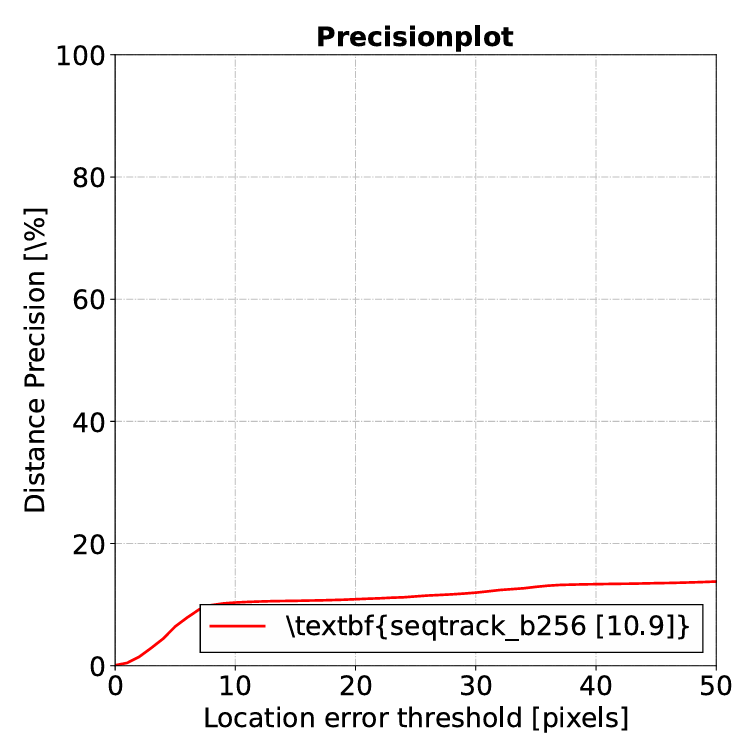 Precisionplot
100
80
60
40
20
0
Distance Precision [\%]
\textbf{seqtrack_b256 [10.9]}
0 10 20 30 40 50
Location error threshold [pixels]